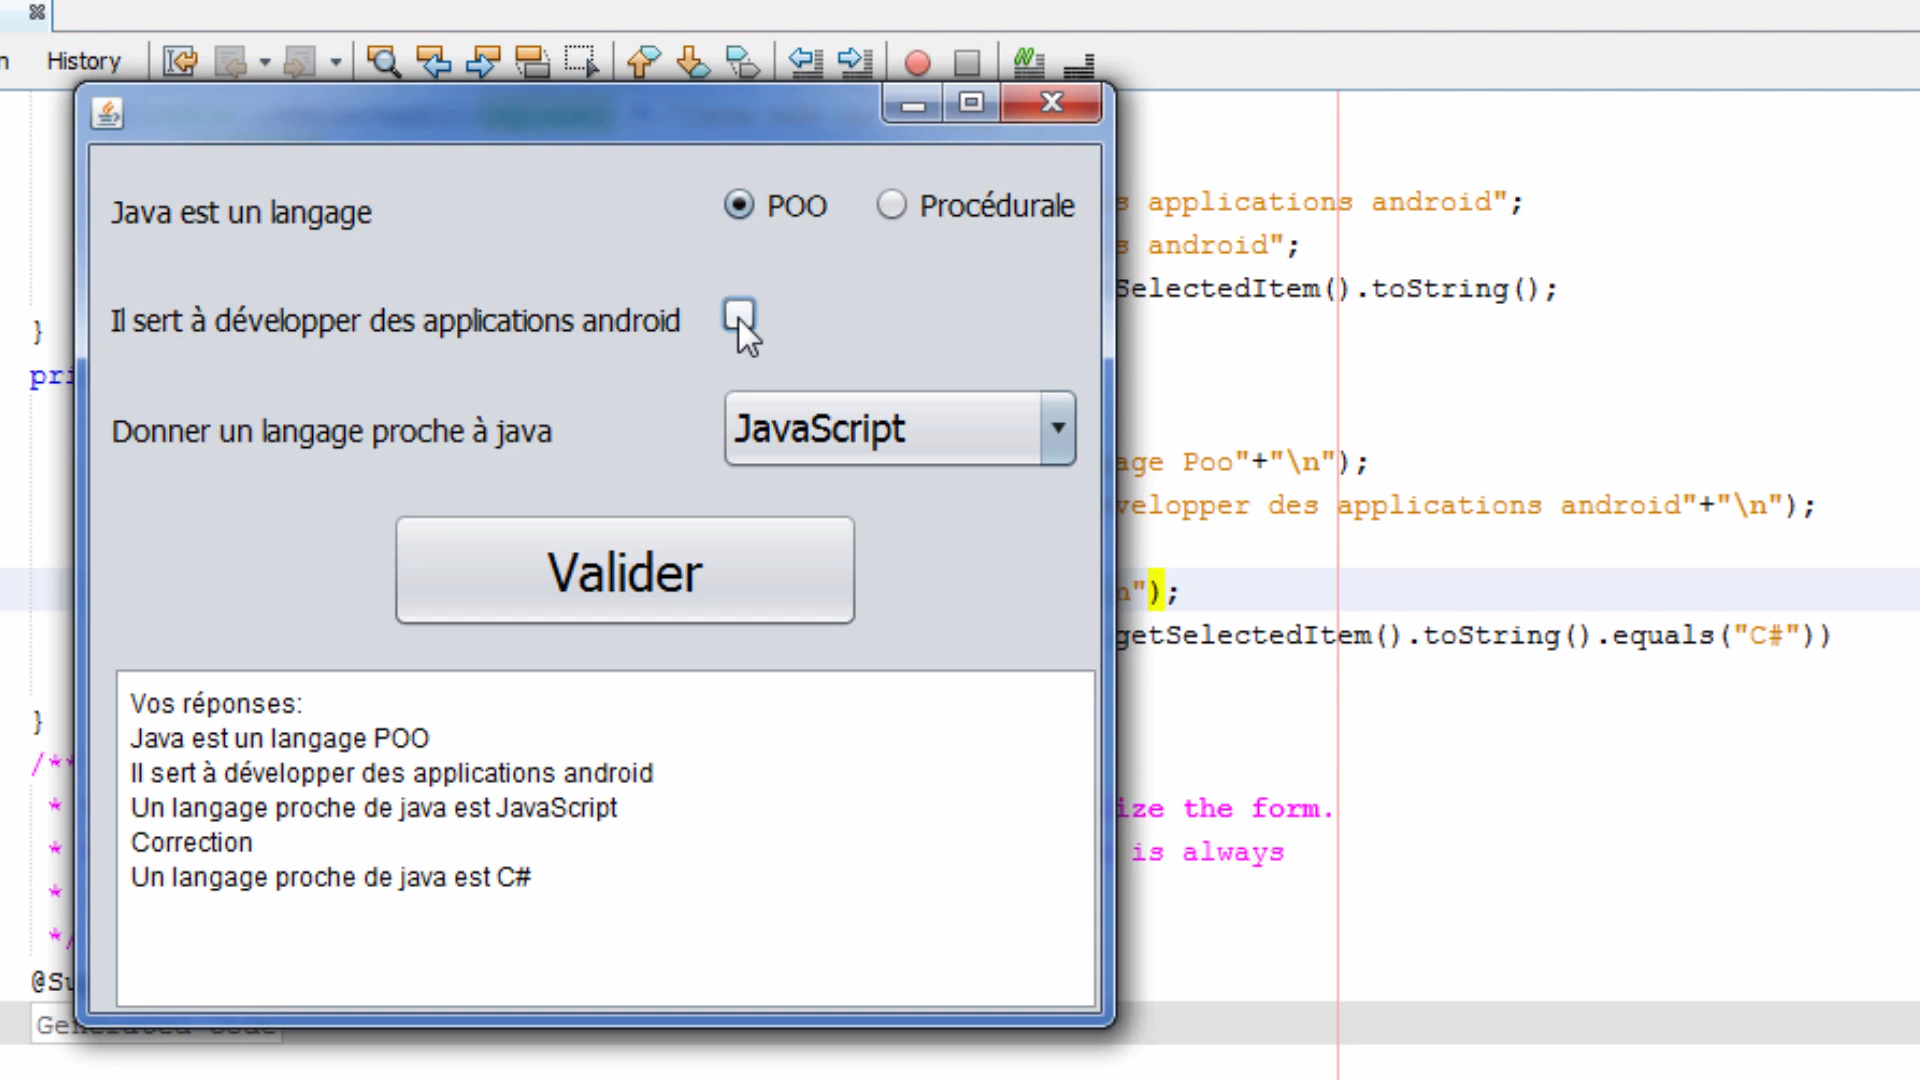 History
Java est un langage
POO
Procédurale
Il sert à développer des applications android
Donner un langage proche à java
JavaScript
Valider
Vos réponses:
Java est un langage POO
Il sert à développer des applications android
Un langage proche de java est JavaScript
Correction
Un langage proche de java est C#
applications android";
android";
SelectedItem().toString();
}
pri
age Poo"+"\n");
velopper des applications android"+"\n");
n");
getSelectedItem().toString().equals("C#"))
}
/**
*
ize the form.
*
is always
*
*/
@Su
Generated Code